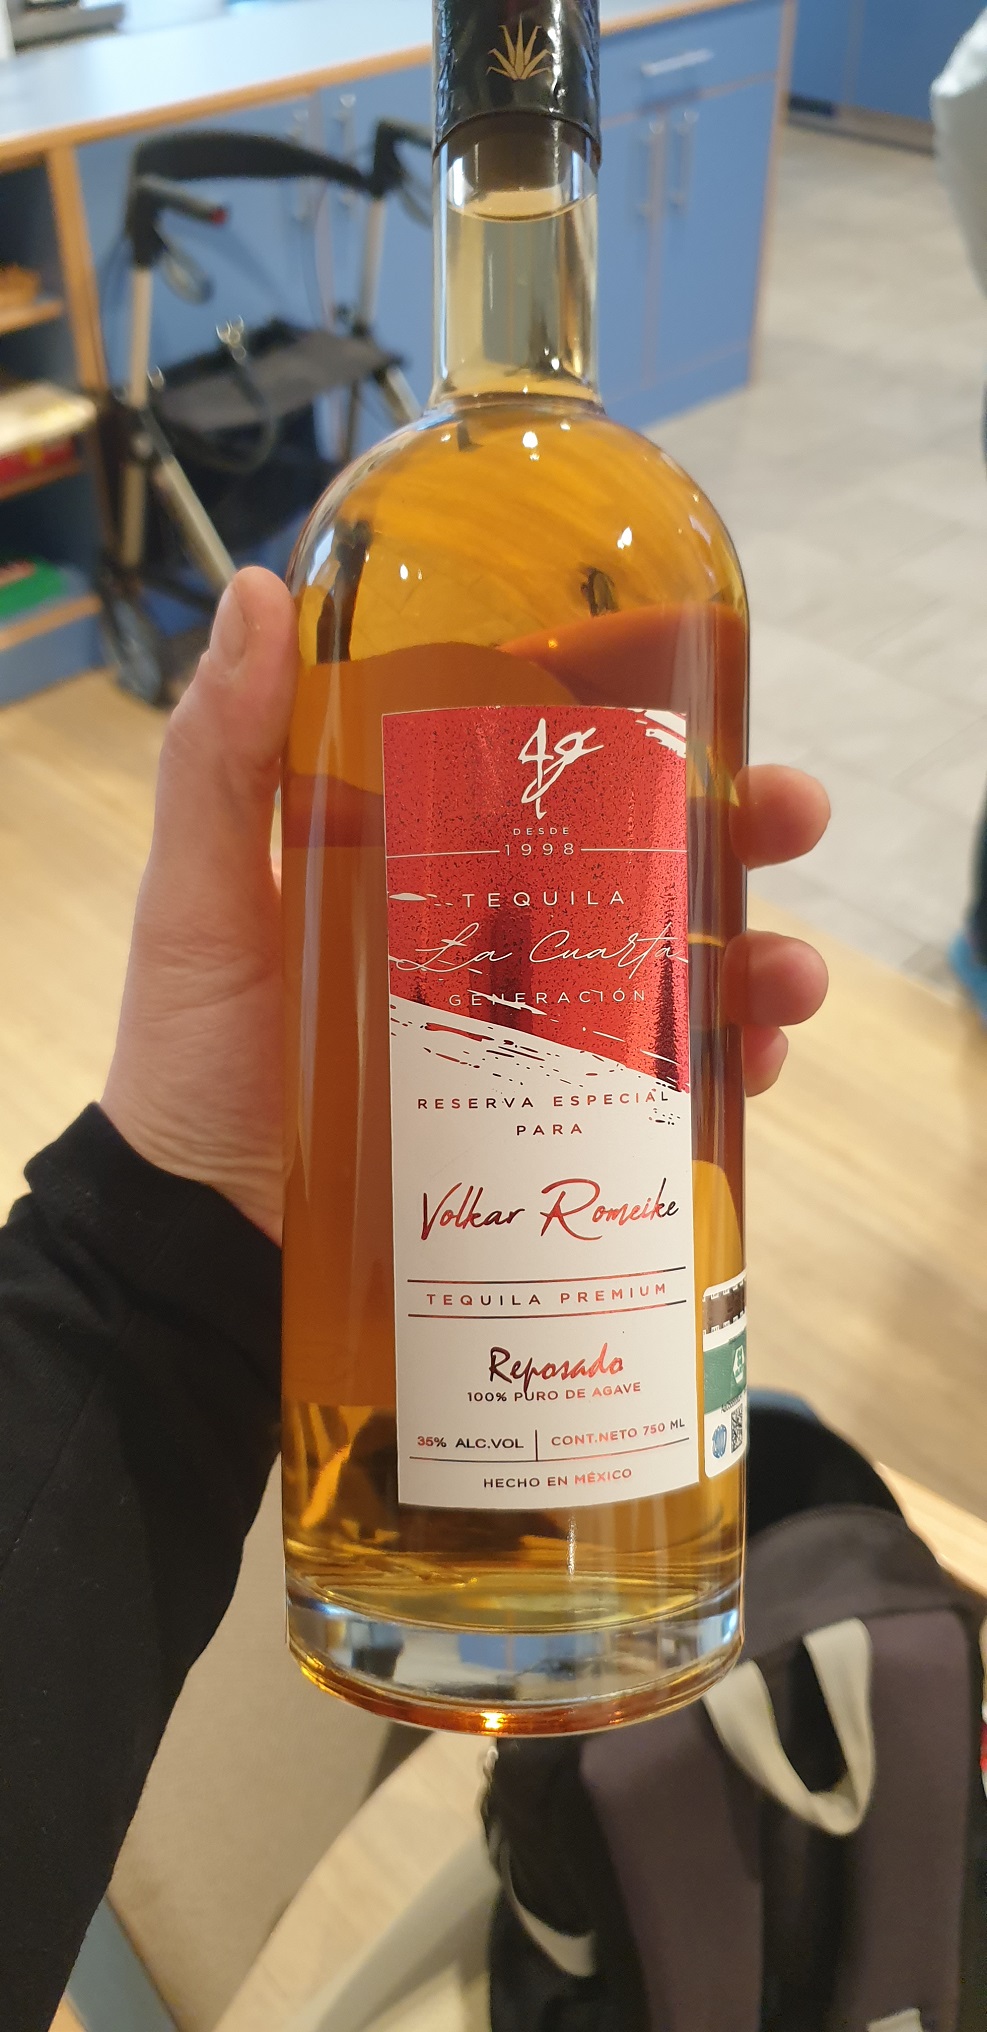 4g
DESDE
1998
TEQUILA
La Cuarta
GENERACIÓN
RESERVA ESPECIAL
PARA
Volkar Romeike
TEQUILA PREMIUM
Reposado
100% PURO DE AGAVE
35% ALC.VOL
CONT.NETO 750 ML
HECHO EN MÉXICO